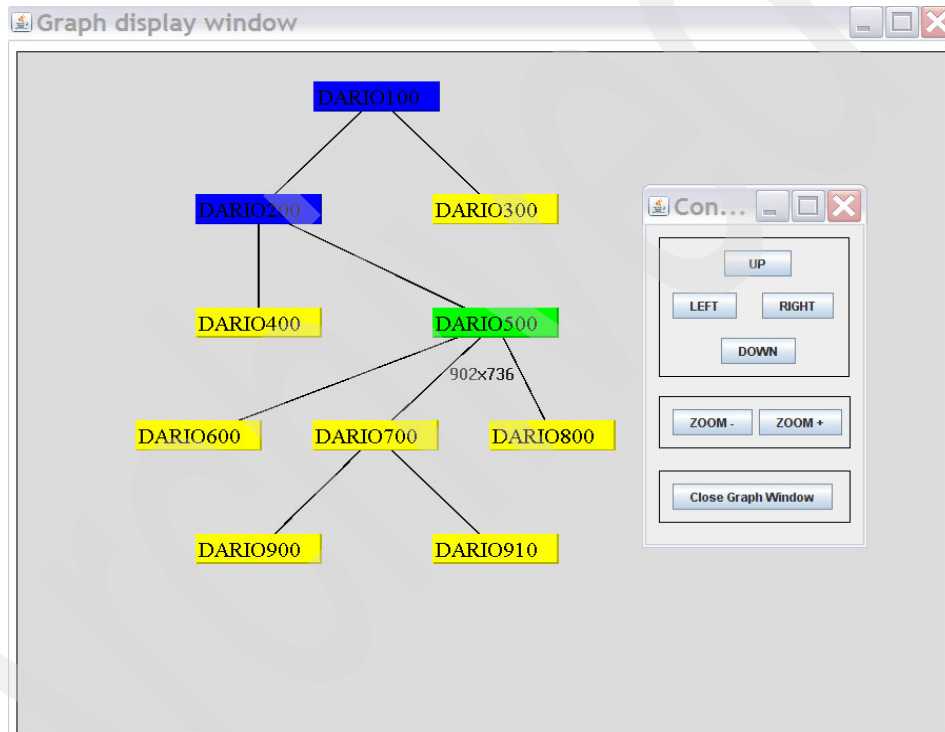 Graph display window
DARIO100
DARIO200 DARIO300
Con...
UP
LEFT RIGHT
DOWN
DARIO400 DARIO500
902x736
ZOOM - ZOOM +
DARIO600 DARIO700 DARIO800
Close Graph Window
DARIO900 DARIO910